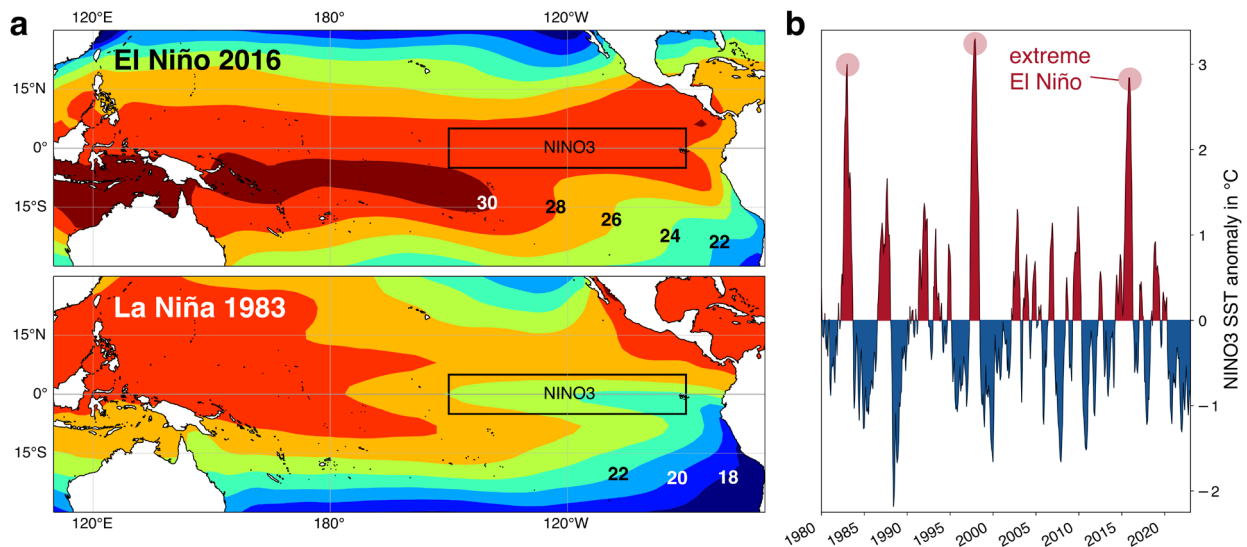 a
120°E
180°
120°W
El Niño 2016
15°N
0°
15°S
NINO3
30
28
26
24
22
La Niña 1983
15°N
0°
15°S
NINO3
22
20
18
120°E
180°
120°W
b
extreme
El Niño
3
2
1
0
−1
−2
NINO3 SST anomaly in °C
1980
1985
1990
1995
2000
2005
2010
2015
2020